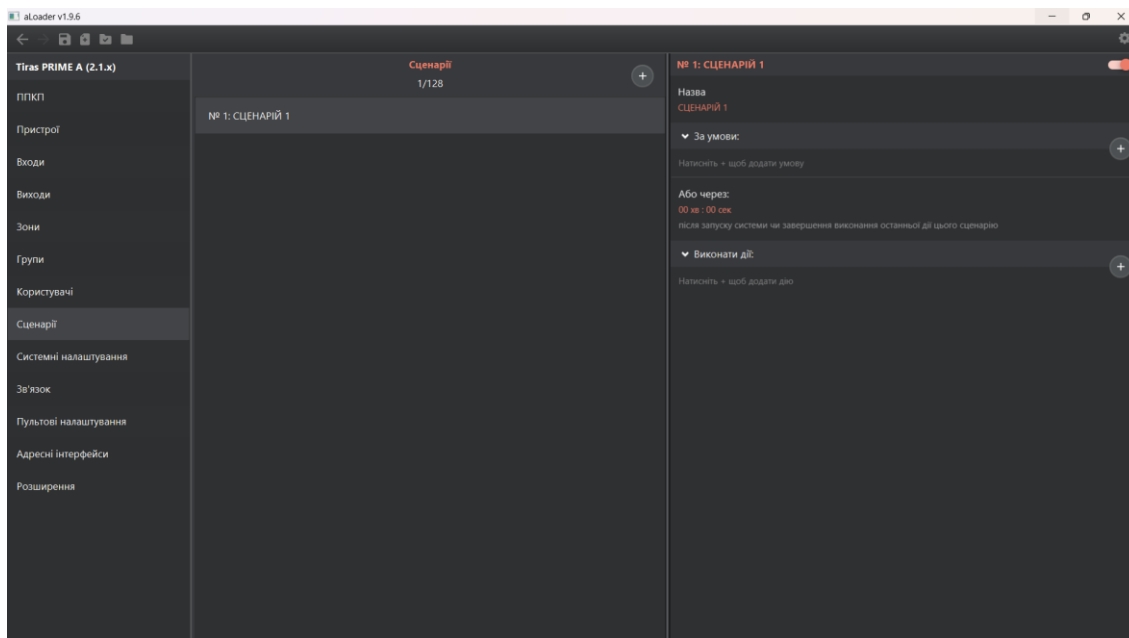 aLoader v1.9.6
Tiras PRIME A (2.1.x)
ППКП
Пристрої
Входи
Виходи
Зони
Групи
Користувачі
Сценарії
Системні налаштування
Зв'язок
Пультові налаштування
Адресні інтерфейси
Розширення
Сценарії
1/128
№ 1: СЦЕНАРІЙ 1
№ 1: СЦЕНАРІЙ 1
Назва
СЦЕНАРІЙ 1
За умови:
Натисніть + щоб додати умову
Або через:
00 хв : 00 сек
після запуску системи чи завершення виконання останньої дії цього сценарію
Виконати дії:
Натисніть + щоб додати дію